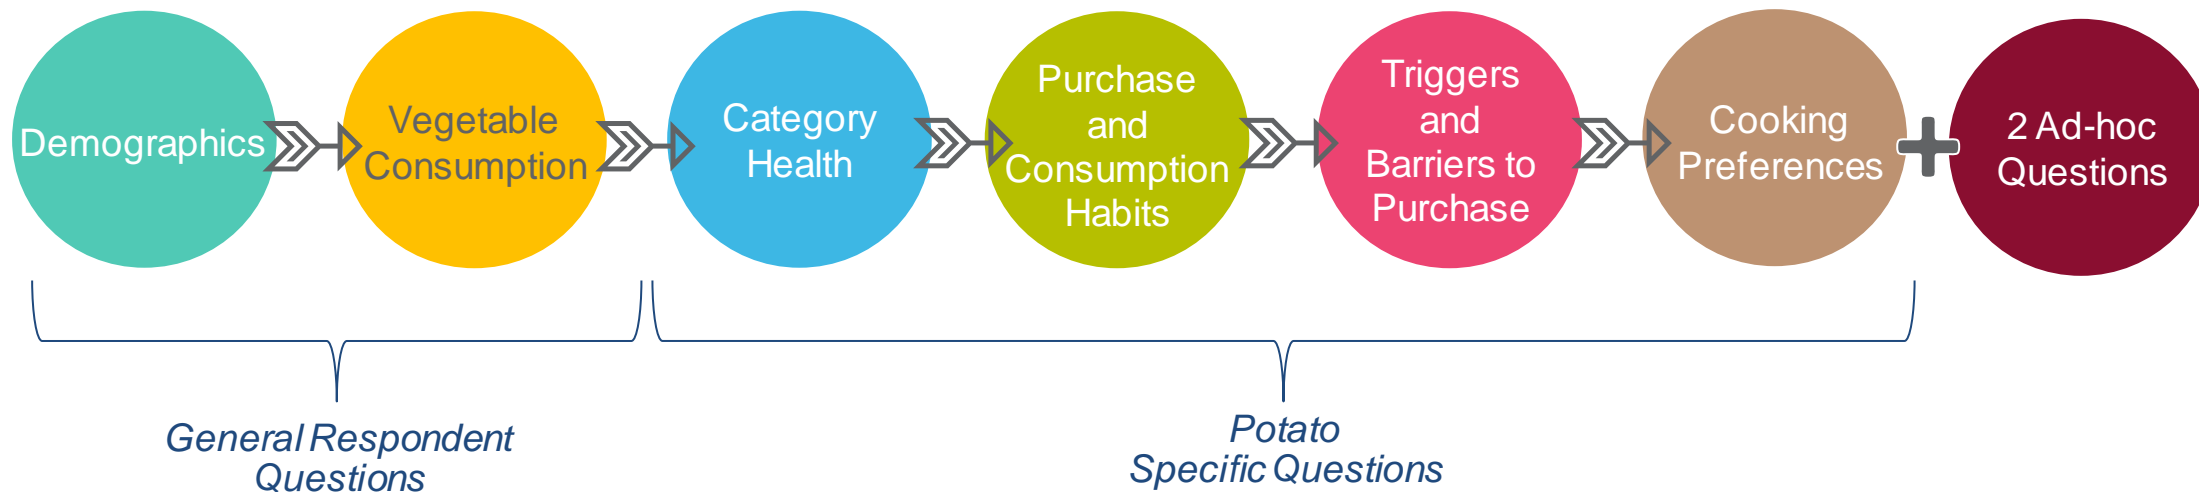 Demographics
Vegetable
Consumption
Category
Health
Purchase
and
Consumption
Habits
Triggers
and
Barriers to
Purchase
Cooking
Preferences
2 Ad-hoc
Questions
General Respondent
Questions
Potato
Specific Questions